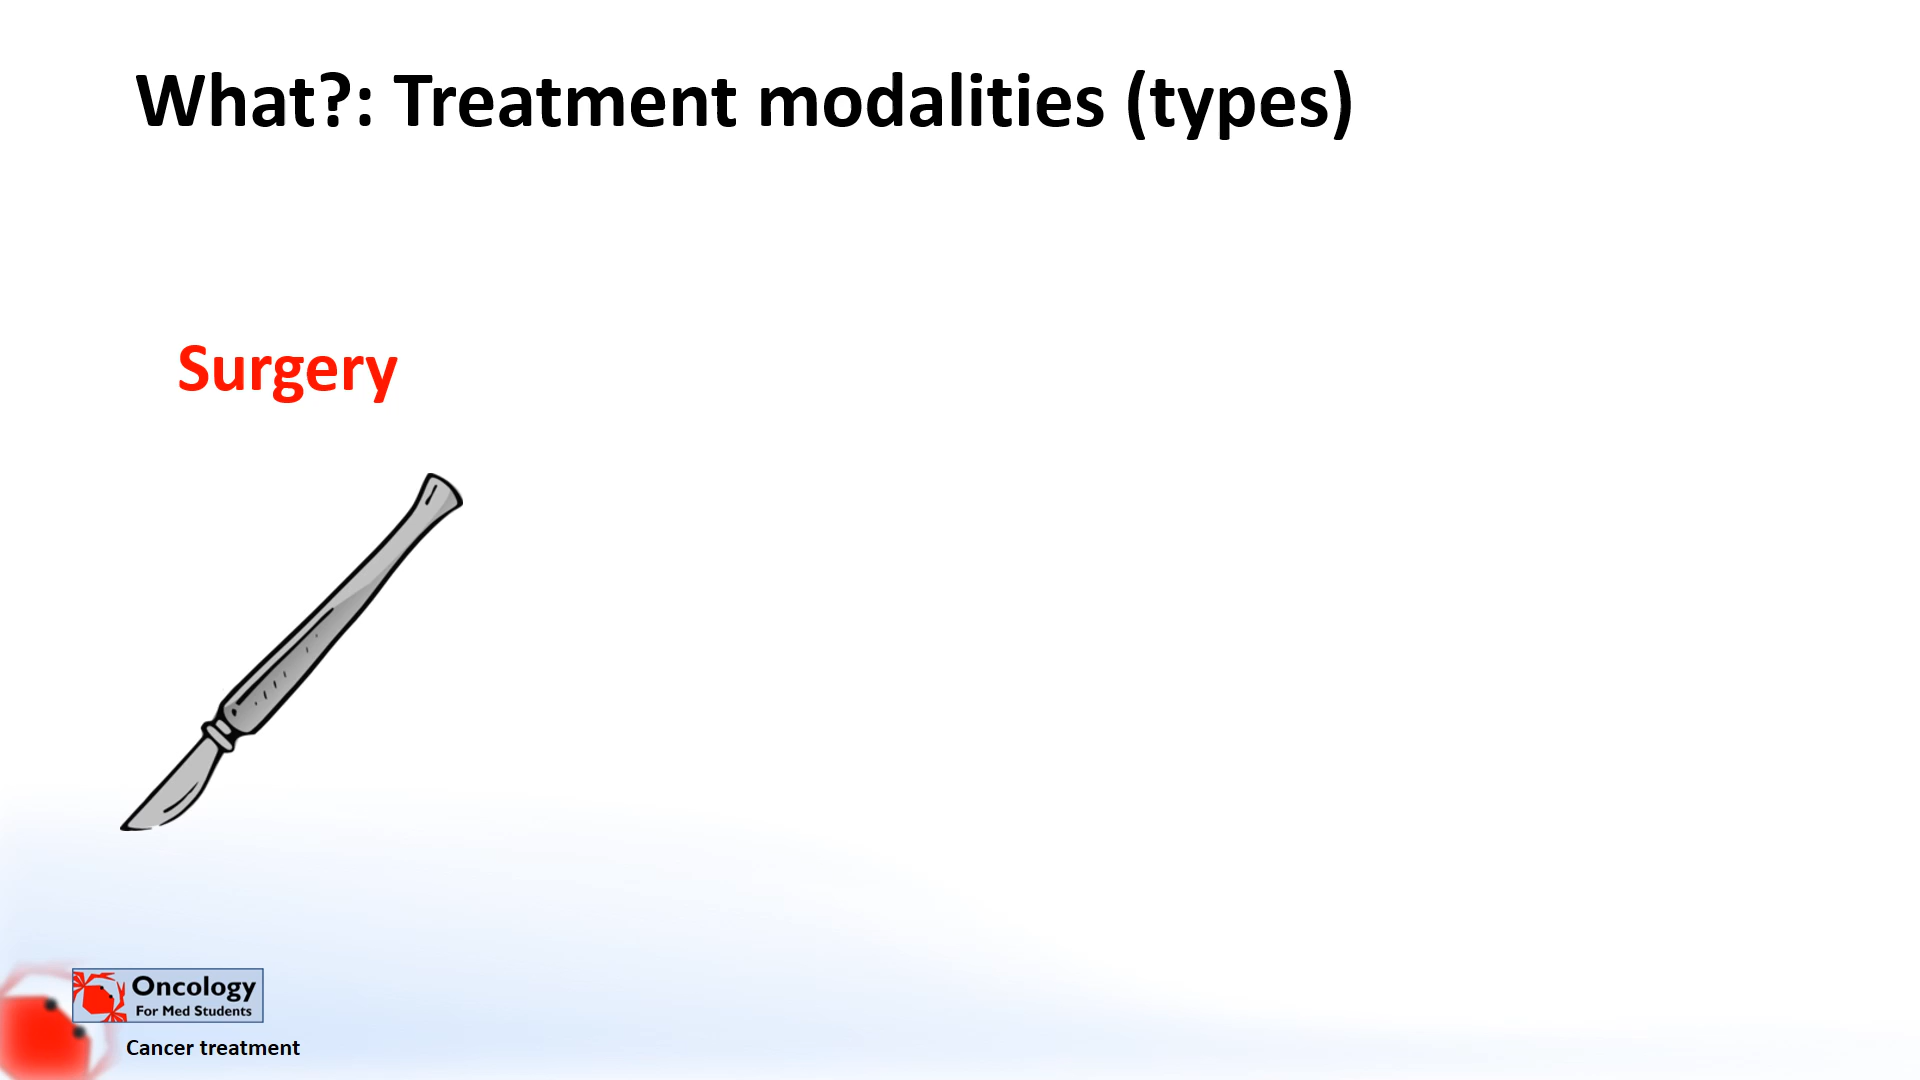 What?: Treatment modalities (types)
Surgery
Oncology
For Med Students
Cancer treatment